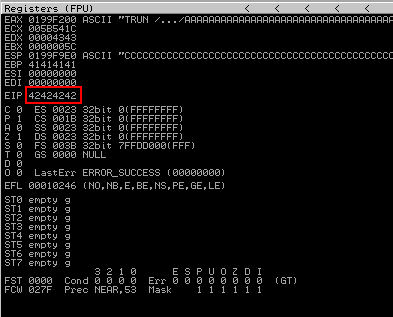 Registers (FPU) < < < <
EAX 0199F200 ASCII "TRUN /.../AAAAAAAAAAAAAAAAAAAAAAAAAAAAAAAAAA
ECX 005B541C
EDX 00004343
EBX 0000005C
ESP 0199F9E0 ASCII "CCCCCCCCCCCCCCCCCCCCCCCCCCCCCCCCCCCCCCCCCCCC
EBP 41414141
ESI 00000000
EDI 00000000
EIP 42424242
C 0 ES 0023 32bit 0(FFFFFFFF)
P 1 CS 001B 32bit 0(FFFFFFFF)
A 0 SS 0023 32bit 0(FFFFFFFF)
Z 1 DS 0023 32bit 0(FFFFFFFF)
S 0 FS 003B 32bit 7FFDD000(FFF)
T 0 GS 0000 NULL
D 0
O 0 LastErr ERROR_SUCCESS (00000000)
EFL 00010246 (NO,NB,E,BE,NS,PE,GE,LE)
ST0 empty g
ST1 empty g
ST2 empty g
ST3 empty g
ST4 empty g
ST5 empty g
ST6 empty g
ST7 empty g
3 2 1 0 E S P U O Z D I
FST 0000 Cond 0 0 0 0 Err 0 0 0 0 0 0 0 0 (GT)
FCW 027F Prec NEAR,53 Mask 1 1 1 1 1 1